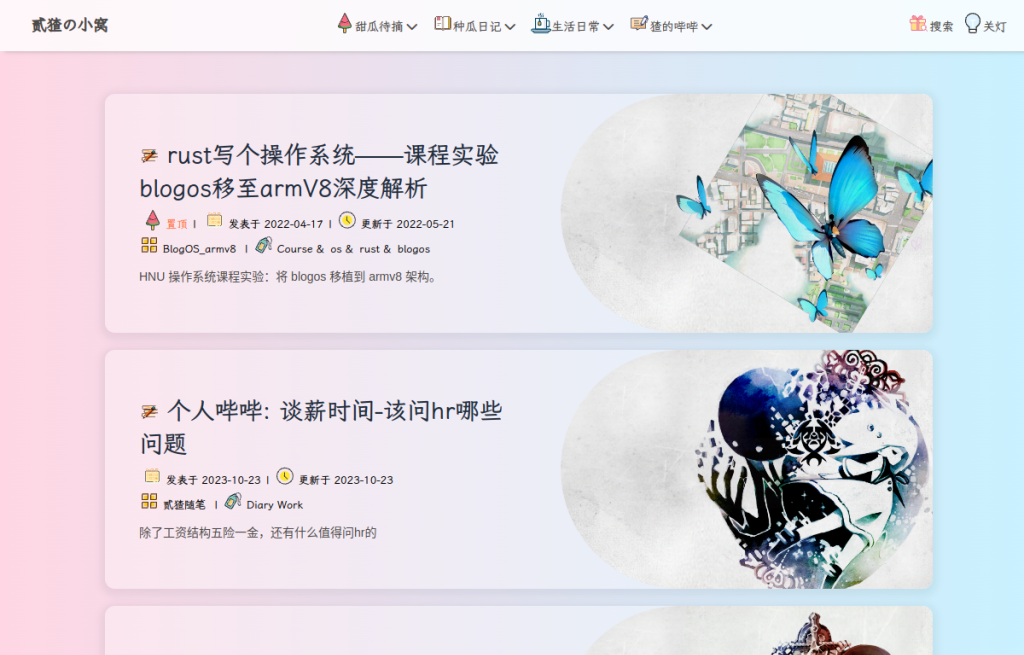 贰猹の小窝
甜瓜待摘 种瓜日记 生活日常 猹的哔哔 搜索 关灯
rust写个操作系统——课程实验
blogos移至armV8深度解析
置顶 | 发表于 2022-04-17 | 更新于 2022-05-21
BlogOS_armv8 | Course & os & rust & blogos
HNU 操作系统课程实验：将 blogos 移植到 armv8 架构。
个人哔哔: 谈薪时间-该问hr哪些
问题
发表于 2023-10-23 | 更新于 2023-10-23
贰猹随笔 | Diary Work
除了工资结构五险一金，还有什么值得问hr的